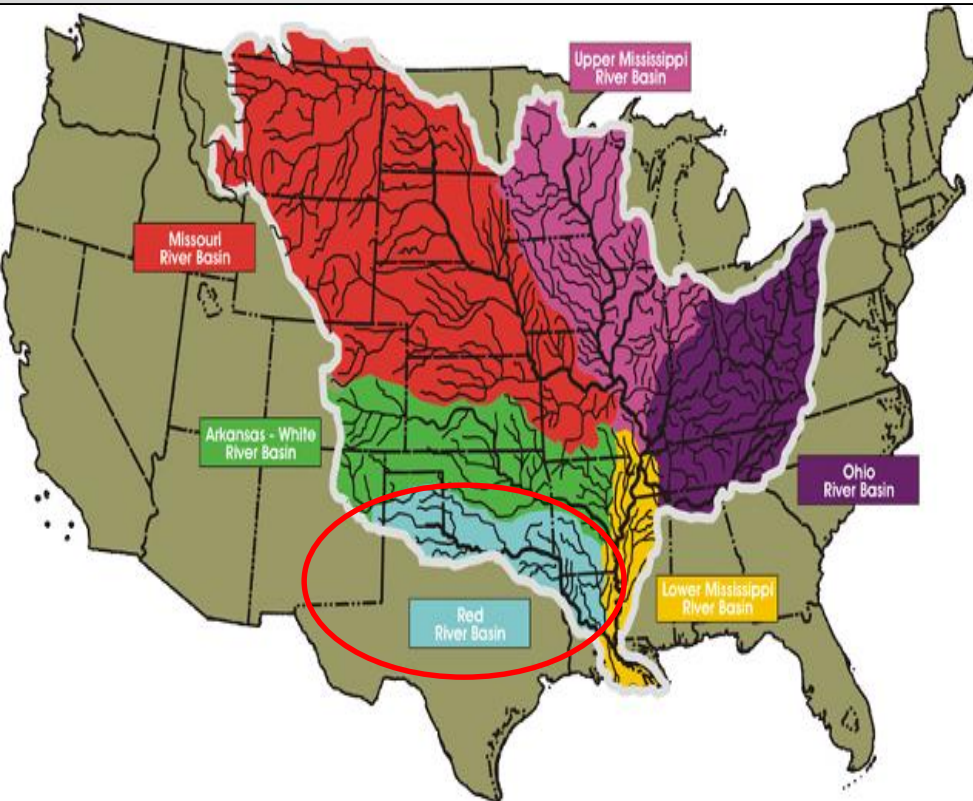 Upper Mississippi
River Basin
Missouri
River Basin
Arkansas - White
River Basin
Ohio
River Basin
Red
River Basin
Lower Mississippi
River Basin